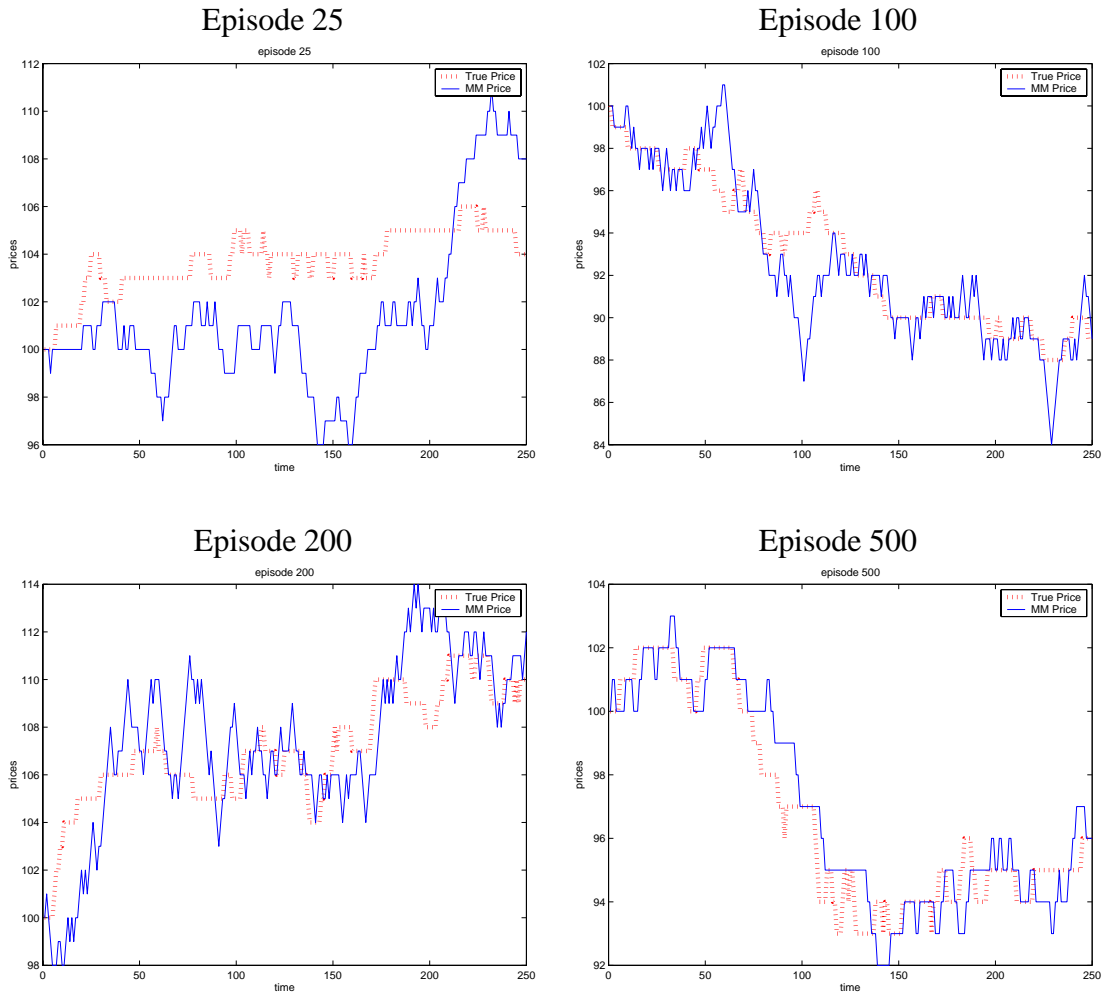 Episode 25
episode 25
112
110
108
106
104
102
100
98
96
prices
0
50
100
150
200
250
time
True Price
MM Price
Episode 100
episode 100
102
100
98
96
94
92
90
88
86
84
prices
0
50
100
150
200
250
time
True Price
MM Price
Episode 200
episode 200
114
112
110
108
106
104
102
100
98
prices
0
50
100
150
200
250
time
True Price
MM Price
Episode 500
episode 500
104
102
100
98
96
94
92
prices
0
50
100
150
200
250
time
True Price
MM Price